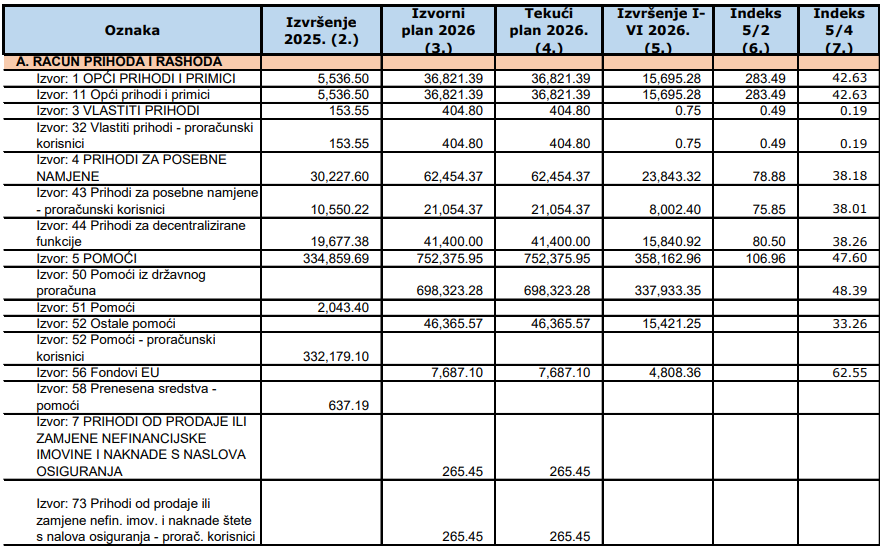 Oznaka Izvršenje 2025. (2.) Izvorni plan 2026 (3.) Tekući plan 2026. (4.) Izvršenje I-VI 2026. (5.) Indeks 5/2 (6.) Indeks 5/4 (7.)
A. RACUN PRIHODA I RASHODA
Izvor: 1 OPĆI PRIHODI I PRIMICI 5,536.50 36,821.39 36,821.39 15,695.28 283.49 42.63
Izvor: 11 Opći prihodi i primici 5,536.50 36,821.39 36,821.39 15,695.28 283.49 42.63
Izvor: 3 VLASTITI PRIHODI 153.55 404.80 404.80 0.75 0.49 0.19
Izvor: 32 Vlastiti prihodi - proračunski
korisnici 153.55 404.80 404.80 0.75 0.49 0.19
Izvor: 4 PRIHODI ZA POSEBNE
NAMJENE 30,227.60 62,454.37 62,454.37 23,843.32 78.88 38.18
Izvor: 43 Prihodi za posebne namjene
- proračunski korisnici 10,550.22 21,054.37 21,054.37 8,002.40 75.85 38.01
Izvor: 44 Prihodi za decentralizirane
funkcije 19,677.38 41,400.00 41,400.00 15,840.92 80.50 38.26
Izvor: 5 POMOĆI 334,859.69 752,375.95 752,375.95 358,162.96 106.96 47.60
Izvor: 50 Pomoći iz državnog
proračuna 698,323.28 698,323.28 337,933.35 48.39
Izvor: 51 Pomoći 2,043.40
Izvor: 52 Ostale pomoći 46,365.57 46,365.57 15,421.25 33.26
Izvor: 52 Pomoći - proračunski
korisnici 332,179.10
Izvor: 56 Fondovi EU 7,687.10 7,687.10 4,808.36 62.55
Izvor: 58 Prenesena sredstva -
pomoći 637.19
Izvor: 7 PRIHODI OD PRODAJE ILI
ZAMJENE NEFINANCIJSKE
IMOVINE I NAKNADE S NASLOVA
OSIGURANJA 265.45 265.45
Izvor: 73 Prihodi od prodaje ili
zamjene nefin. imov. i naknade štete
s nalova osiguranja - prorač. korisnici 265.45 265.45